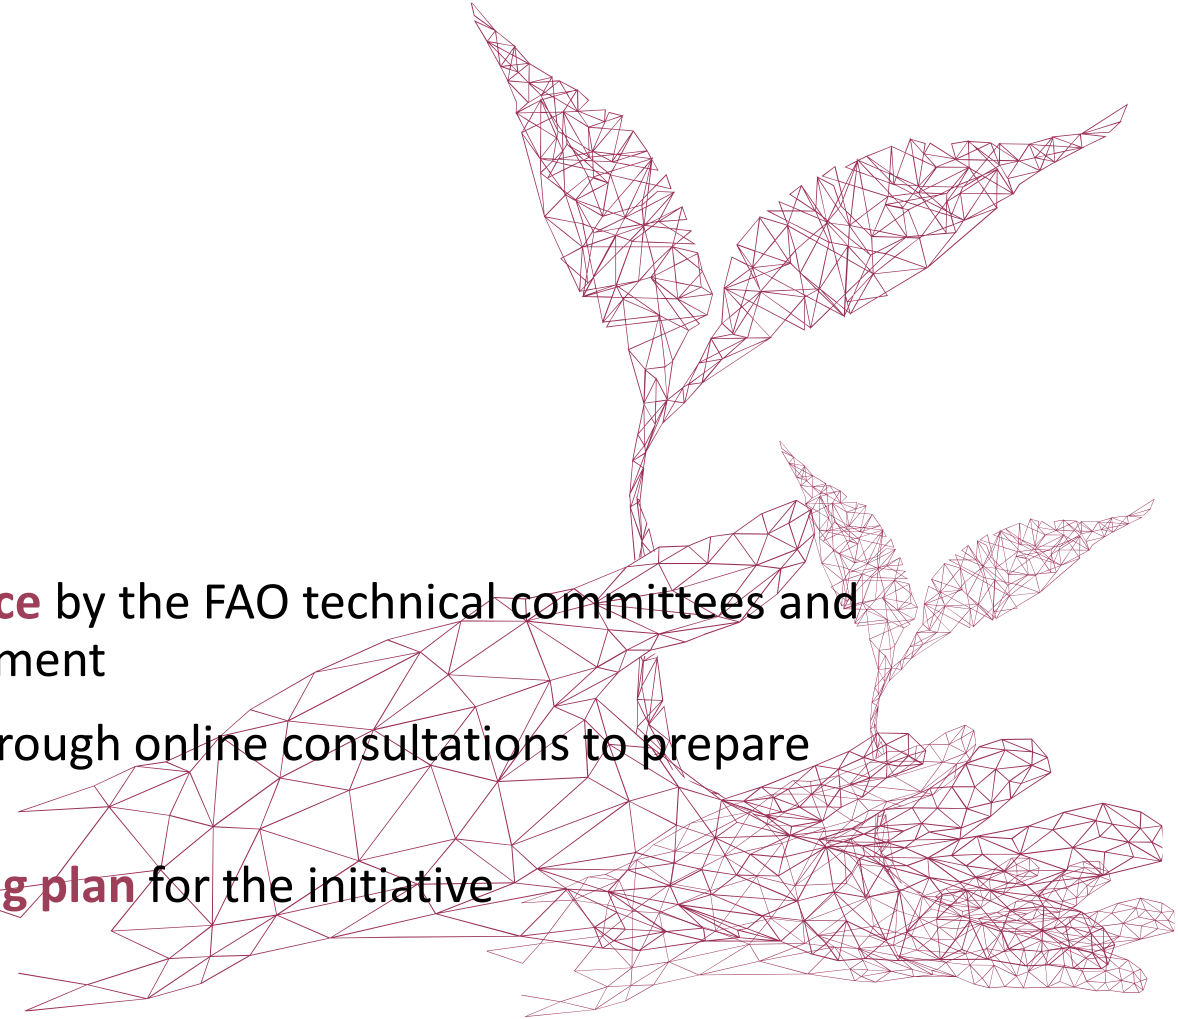 ce by the FAO technical committees and
ment
rough online consultations to prepare
g plan for the initiative